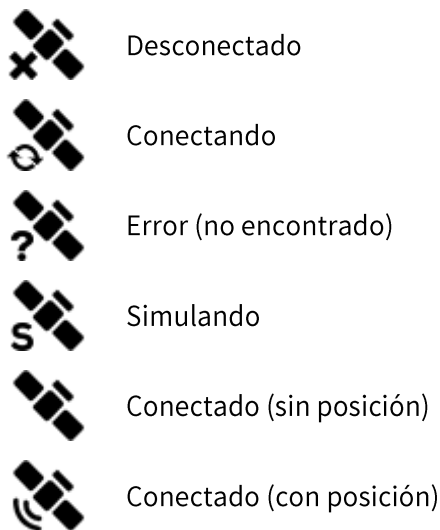 Desconectado
Conectando
? Error (no encontrado)
S Simulando
Conectado (sin posición)
Conectado (con posición)